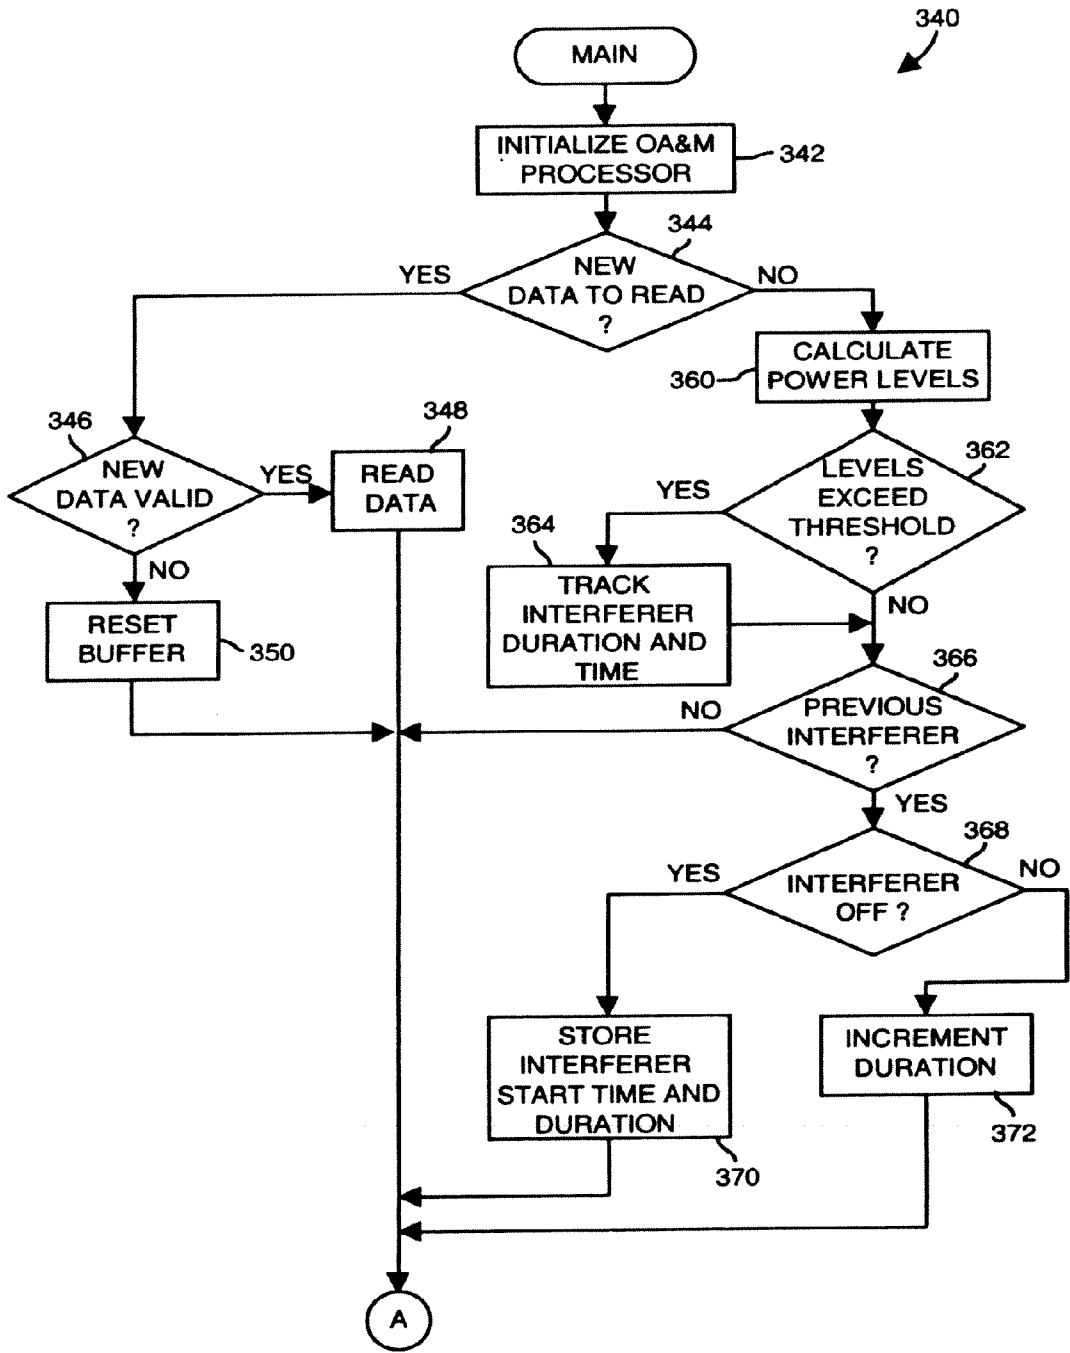 340
MAIN
INITIALIZE OA&M
PROCESSOR
342
344
YES
NEW
DATA TO READ
?
NO
CALCULATE
POWER LEVELS
360
346
NEW
DATA VALID
?
YES
348
READ
DATA
NO
RESET
BUFFER
350
362
LEVELS
EXCEED
THRESHOLD
?
YES
364
TRACK
INTERFERER
DURATION AND
TIME
NO
366
PREVIOUS
INTERFERER
?
NO
YES
368
INTERFERER
OFF ?
YES
NO
STORE
INTERFERER
START TIME AND
DURATION
370
INCREMENT
DURATION
372
A